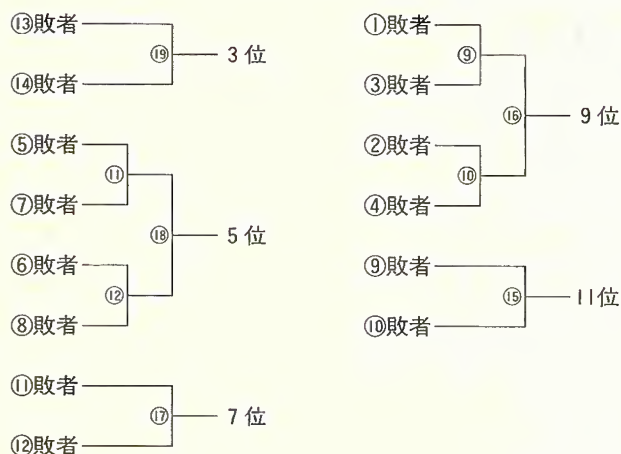 ⑬敗者
⑲ 3位
⑭敗者
⑤敗者
⑪
⑦敗者
⑱ 5位
⑥敗者
⑫
⑧敗者
⑪敗者
⑰ 7位
⑫敗者
①敗者
⑨
③敗者
⑯ 9位
②敗者
⑩
④敗者
⑨敗者
⑮ 11位
⑩敗者